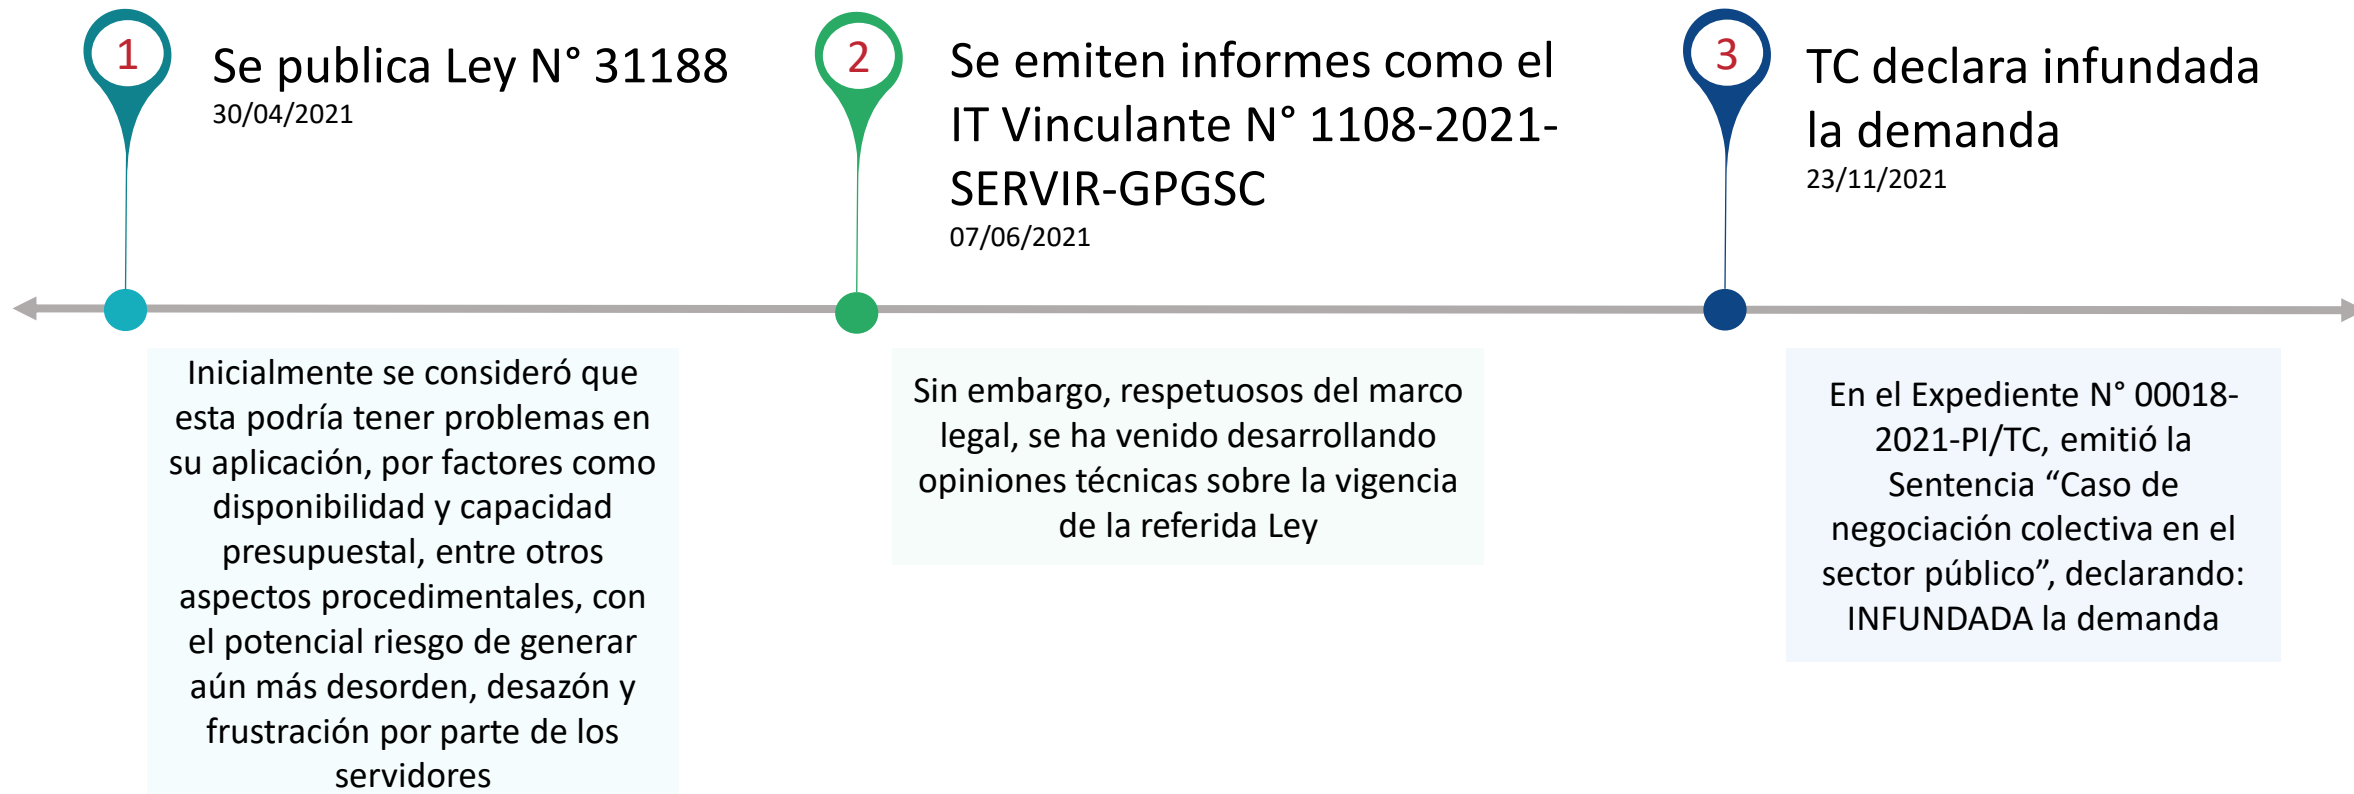 1
Se publica Ley N° 31188
30/04/2021
Inicialmente se consideró que
esta podría tener problemas en
su aplicación, por factores como
disponibilidad y capacidad
presupuestal, entre otros
aspectos procedimentales, con
el potencial riesgo de generar
aún más desorden, desazón y
frustración por parte de los
servidores
2
Se emiten informes como el
IT Vinculante N° 1108-2021-
SERVIR-GPGSC
07/06/2021
Sin embargo, respetuosos del marco
legal, se ha venido desarrollando
opiniones técnicas sobre la vigencia
de la referida Ley
3
TC declara infundada
la demanda
23/11/2021
En el Expediente N° 00018-
2021-PI/TC, emitió la
Sentencia “Caso de
negociación colectiva en el
sector público”, declarando:
INFUNDADA la demanda